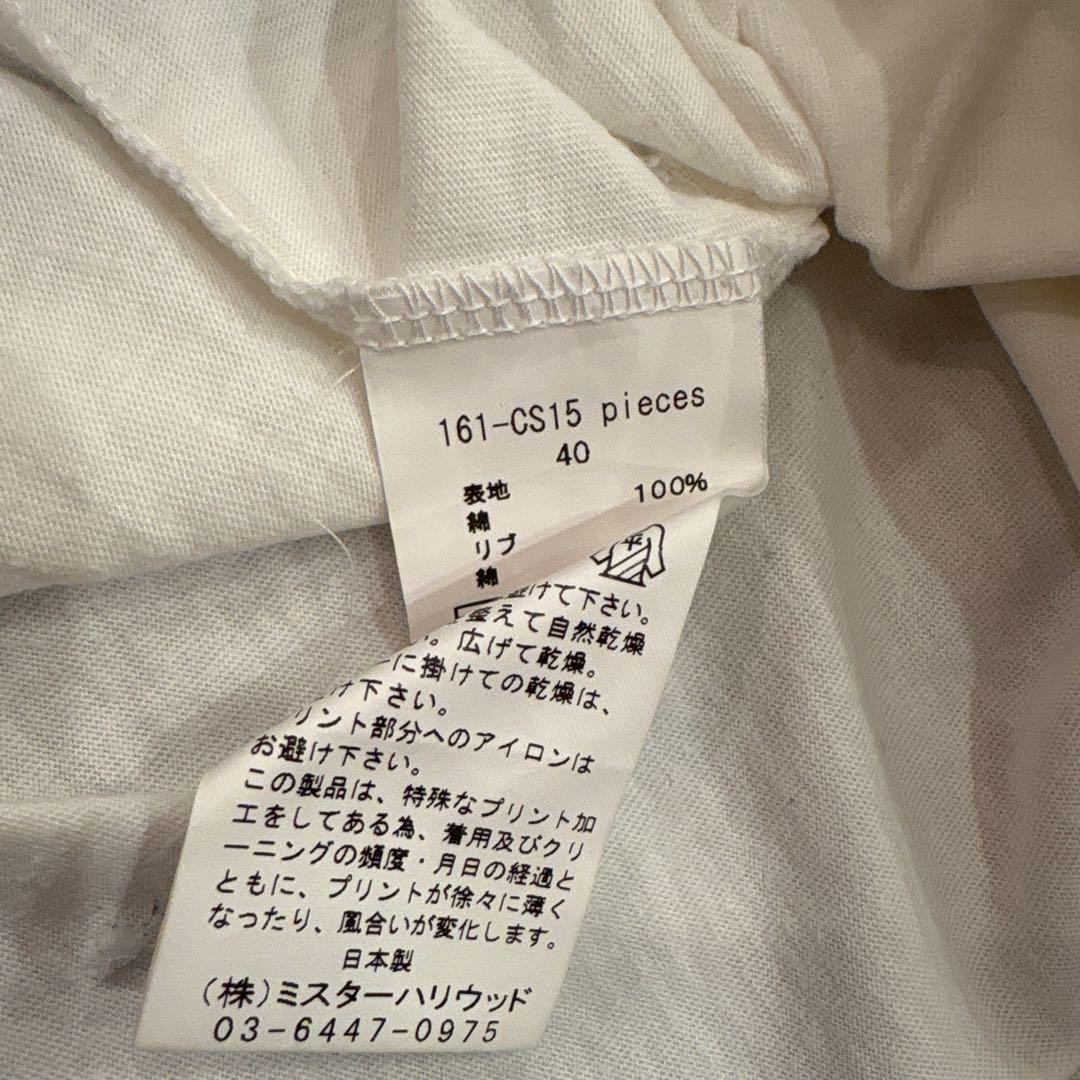 161-CS15 pieces
40
表地
綿 100%
リブ
綿
避けて下さい。
整えて自然乾燥
い。広げて乾燥。
ーに掛けての乾燥は、
け下さい。
リント部分へのアイロンは
お避け下さい。
この製品は、特殊なプリント加
工をしてある為、着用及びクリ
ーニングの頻度・月日の経過と
ともに、プリントが徐々に薄く
なったり、風合いが変化します。
日本製
(株)ミスターハリウッド
03-6447-0975